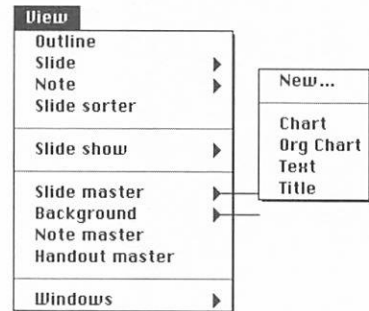 View
Outline
Slide
Note
Slide sorter
Slide show
Slide master
Background
Note master
Handout master
Windows
New...
Chart
Org Chart
Text
Title